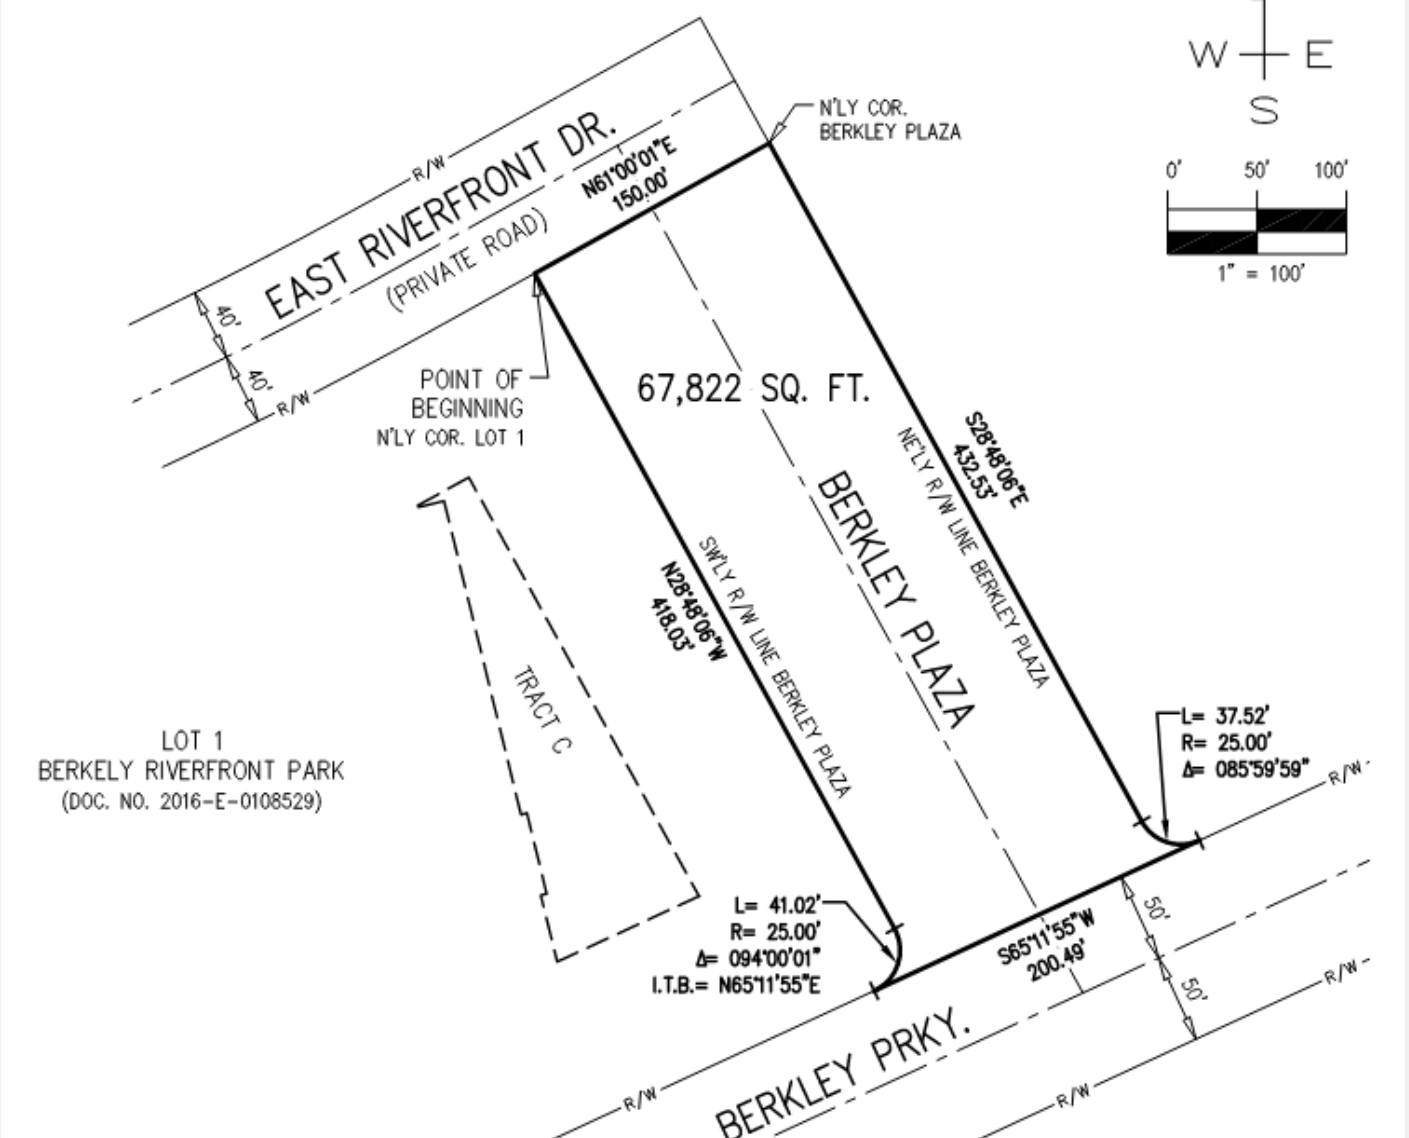 W E
S
0' 50' 100'
1" = 100'
N'LY COR.
BERKLEY PLAZA
R/W
EAST RIVERFRONT DR.
(PRIVATE ROAD)
N61°00'01"E
150.00'
40'
40'
R/W
POINT OF
BEGINNING
N'LY COR. LOT 1
67,822 SQ. FT.
S28°48'06"E
432.53'
NE'LY R/W LINE BERKLEY PLAZA
BERKLEY PLAZA
SW'LY R/W LINE BERKLEY PLAZA
N28°48'06"W
418.03'
TRACT C
LOT 1
BERKELY RIVERFRONT PARK
(DOC. NO. 2016-E-0108529)
L= 37.52'
R= 25.00'
Δ= 085°59'59"
R/W
L= 41.02'
R= 25.00'
Δ= 094°00'01"
I.T.B.= N65°11'55"E
S65°11'55"W
200.49'
50'
50'
R/W
BERKLEY PRKY.
R/W
R/W